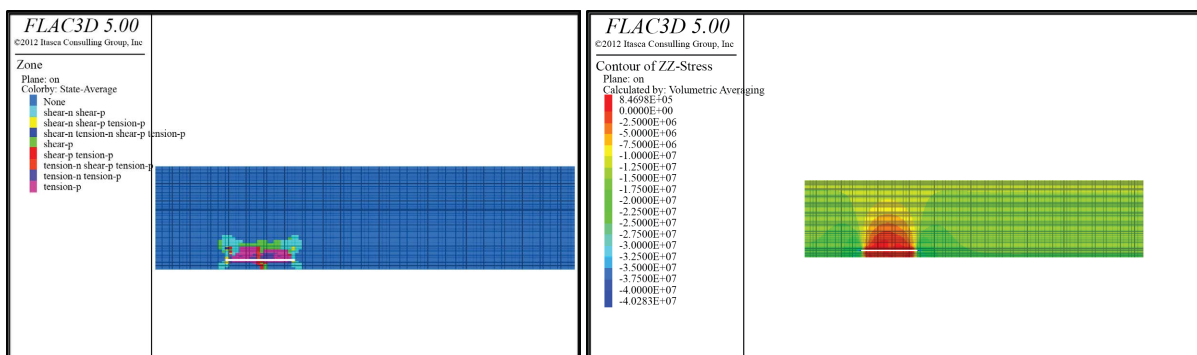 FLAC3D 5.00
©2012 Itasca Consulling Group, Inc
Zone
Plane: on
Colorby: State-Average
None
shear-n shear-p
shear-n shear-p tension-p
shear-n tension-n shear-p tension-p
shear-p
shear-p tension-p
tension-n shear-p tension-p
tension-n tension-p
tension-p
FLAC3D 5.00
©2012 Itasca Consulling Group, Inc
Contour of ZZ-Stress
Plane: on
Calculated by: Volumetric Averaging
8.4698E+05
0.0000E+00
-2.5000E+06
-5.0000E+06
-7.5000E+06
-1.0000E+07
-1.2500E+07
-1.5000E+07
-1.7500E+07
-2.0000E+07
-2.2500E+07
-2.5000E+07
-2.7500E+07
-3.0000E+07
-3.2500E+07
-3.5000E+07
-3.7500E+07
-4.0000E+07
-4.0283E+07